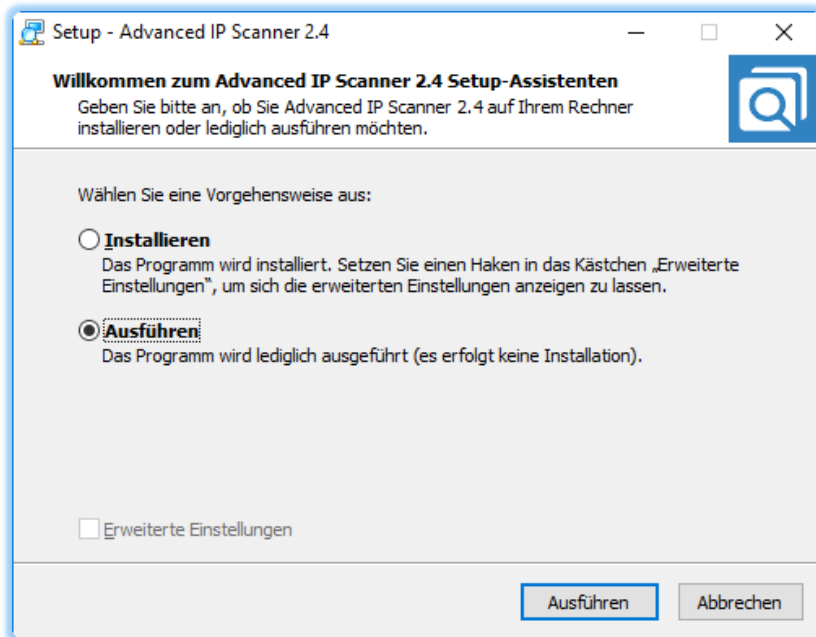 Setup - Advanced IP Scanner 2.4
Willkommen zum Advanced IP Scanner 2.4 Setup-Assistenten
Geben Sie bitte an, ob Sie Advanced IP Scanner 2.4 auf Ihrem Rechner
installieren oder lediglich ausführen möchten.
Wählen Sie eine Vorgehensweise aus:
Installieren
Das Programm wird installiert. Setzen Sie einen Haken in das Kästchen „Erweiterte
Einstellungen“, um sich die erweiterten Einstellungen anzeigen zu lassen.
Ausführen
Das Programm wird lediglich ausgeführt (es erfolgt keine Installation).
Erweiterte Einstellungen
Ausführen Abbrechen